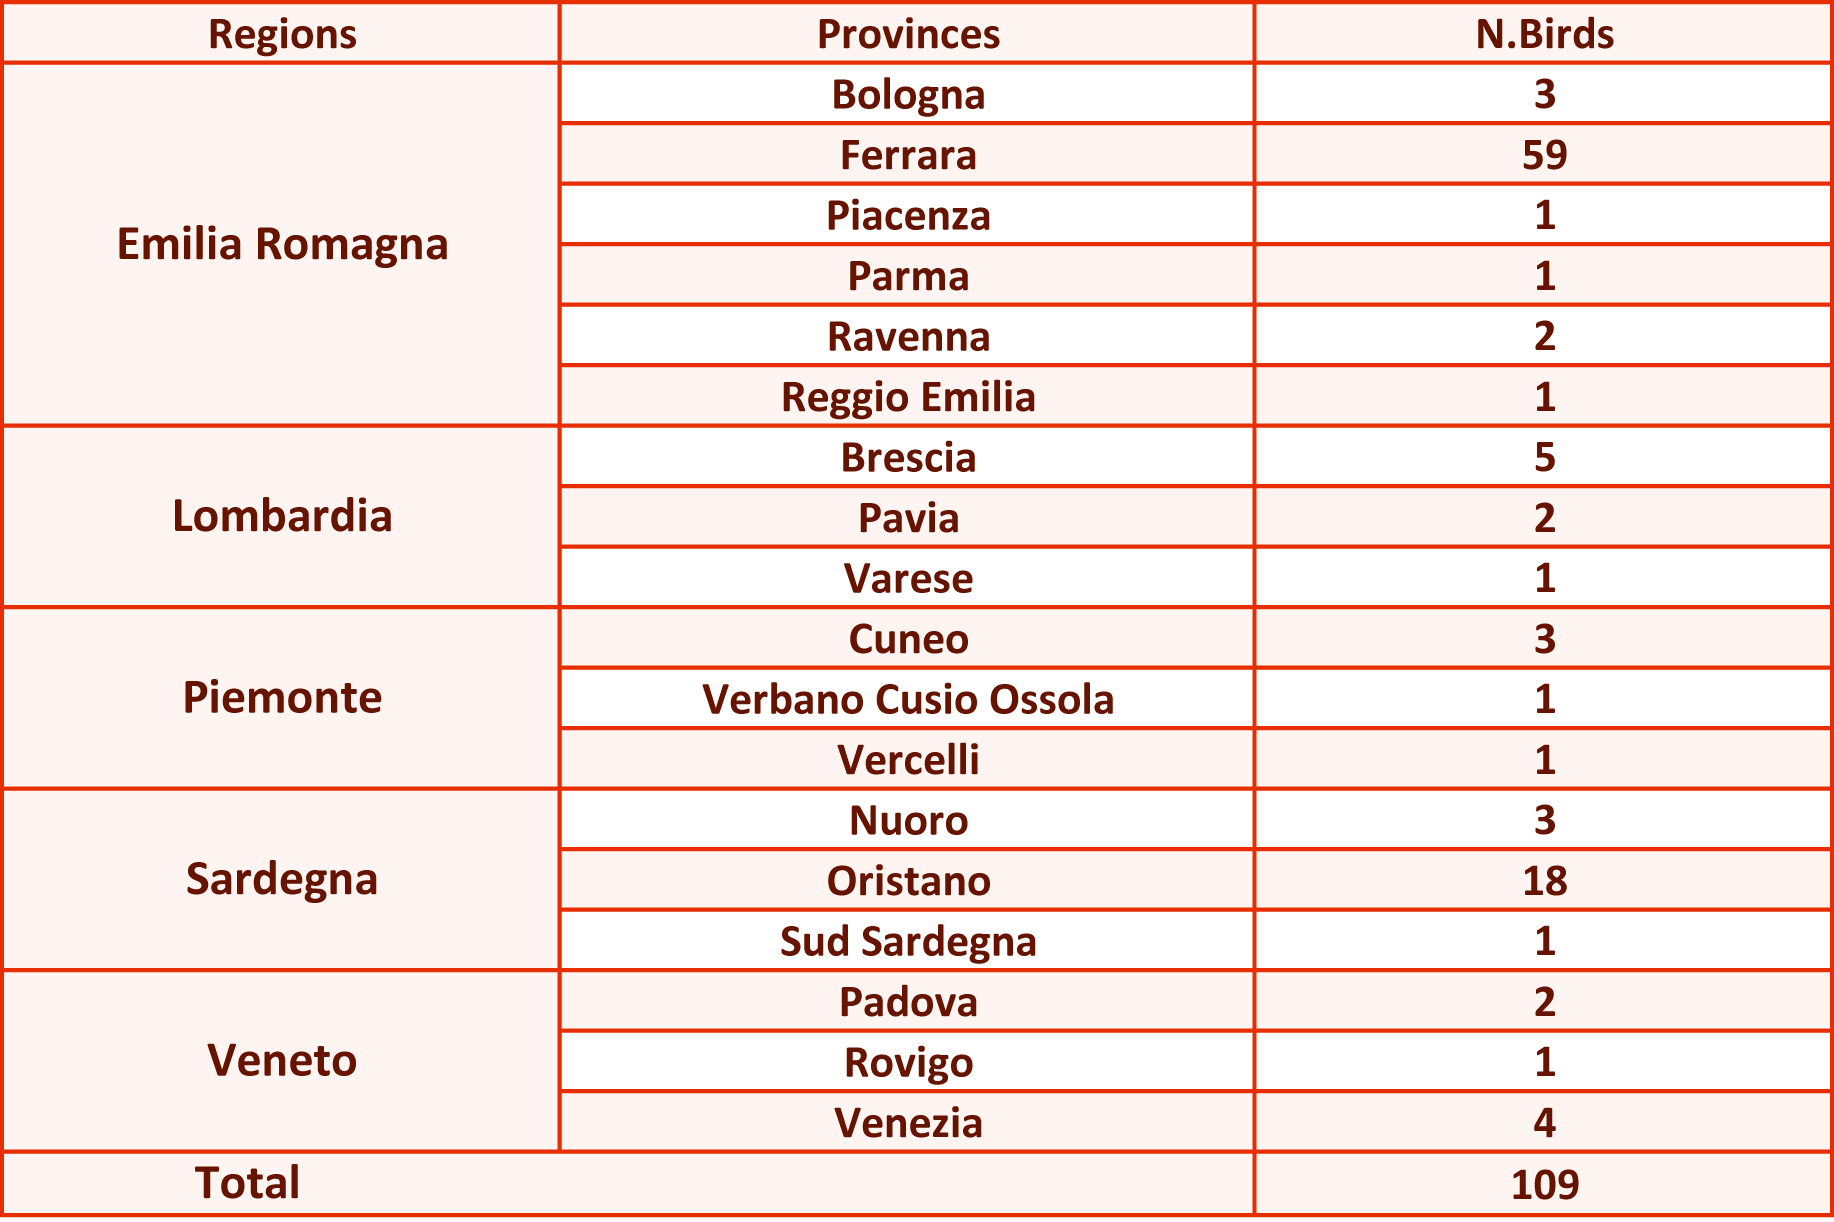 Regions Provinces N.Birds
Emilia Romagna
Bologna 3
Ferrara 59
Piacenza 1
Parma 1
Ravenna 2
Reggio Emilia 1
Lombardia
Brescia 5
Pavia 2
Varese 1
Piemonte
Cuneo 3
Verbano Cusio Ossola 1
Vercelli 1
Sardegna
Nuoro 3
Oristano 18
Sud Sardegna 1
Veneto
Padova 2
Rovigo 1
Venezia 4
Total 109